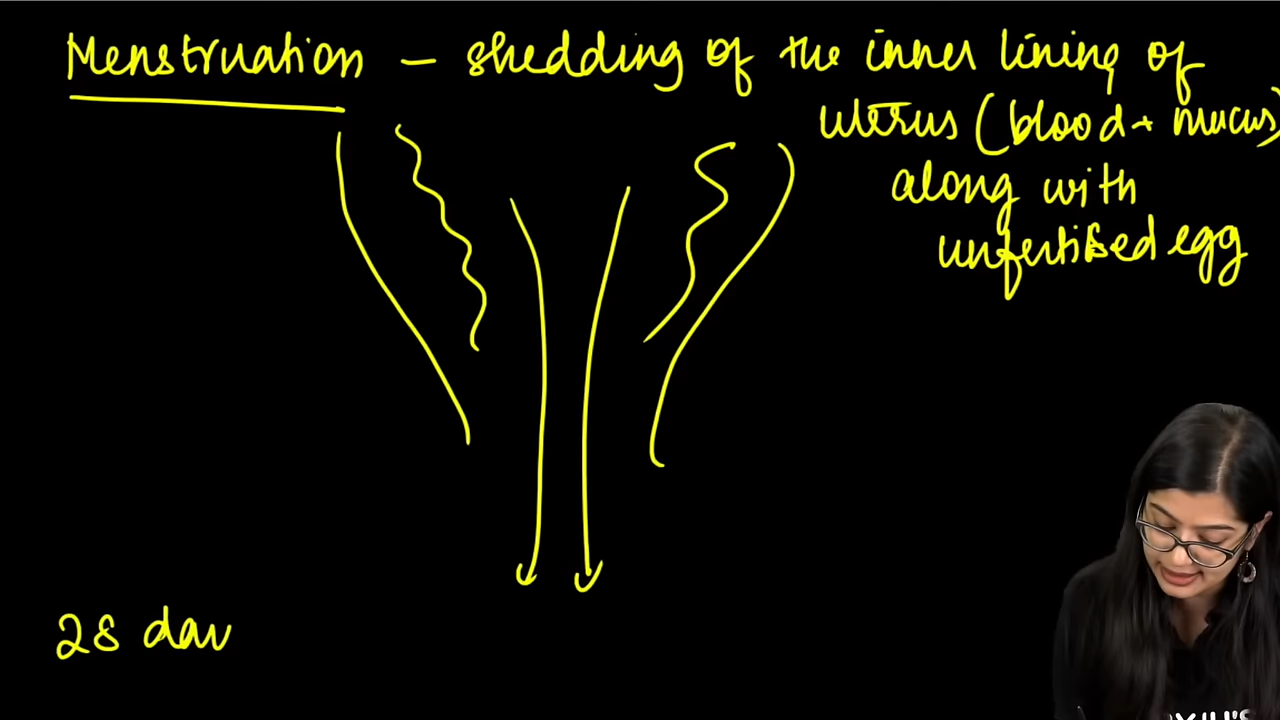 Menstruation – shedding of the inner lining of
uterus (blood + mucus)
along with
unfertilised egg
28 day